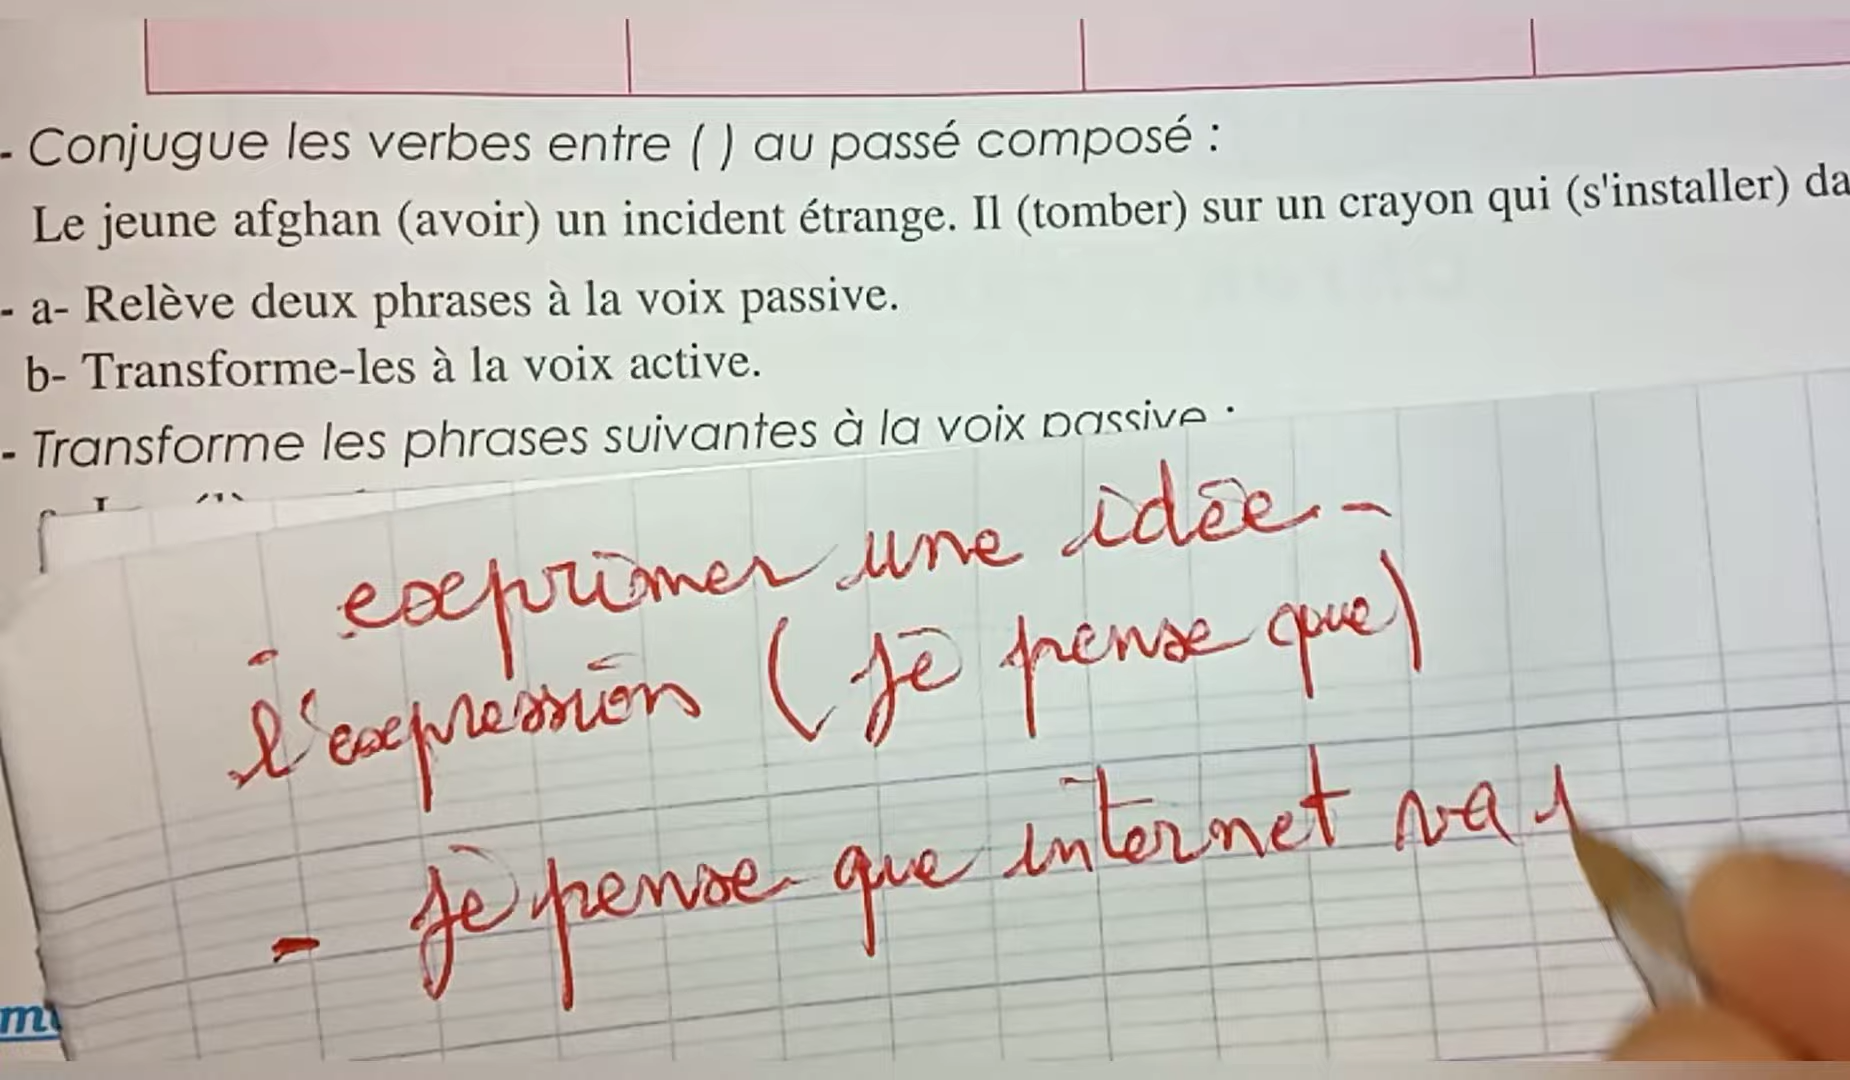 - Conjugue les verbes entre ( ) au passé composé :
Le jeune afghan (avoir) un incident étrange. Il (tomber) sur un crayon qui (s'installer) da
- a- Relève deux phrases à la voix passive.
b- Transforme-les à la voix active.
- Transforme les phrases suivantes à la voix passive :
- exprimer une idée -
l'expression (je pense que)
- je pense que internet va